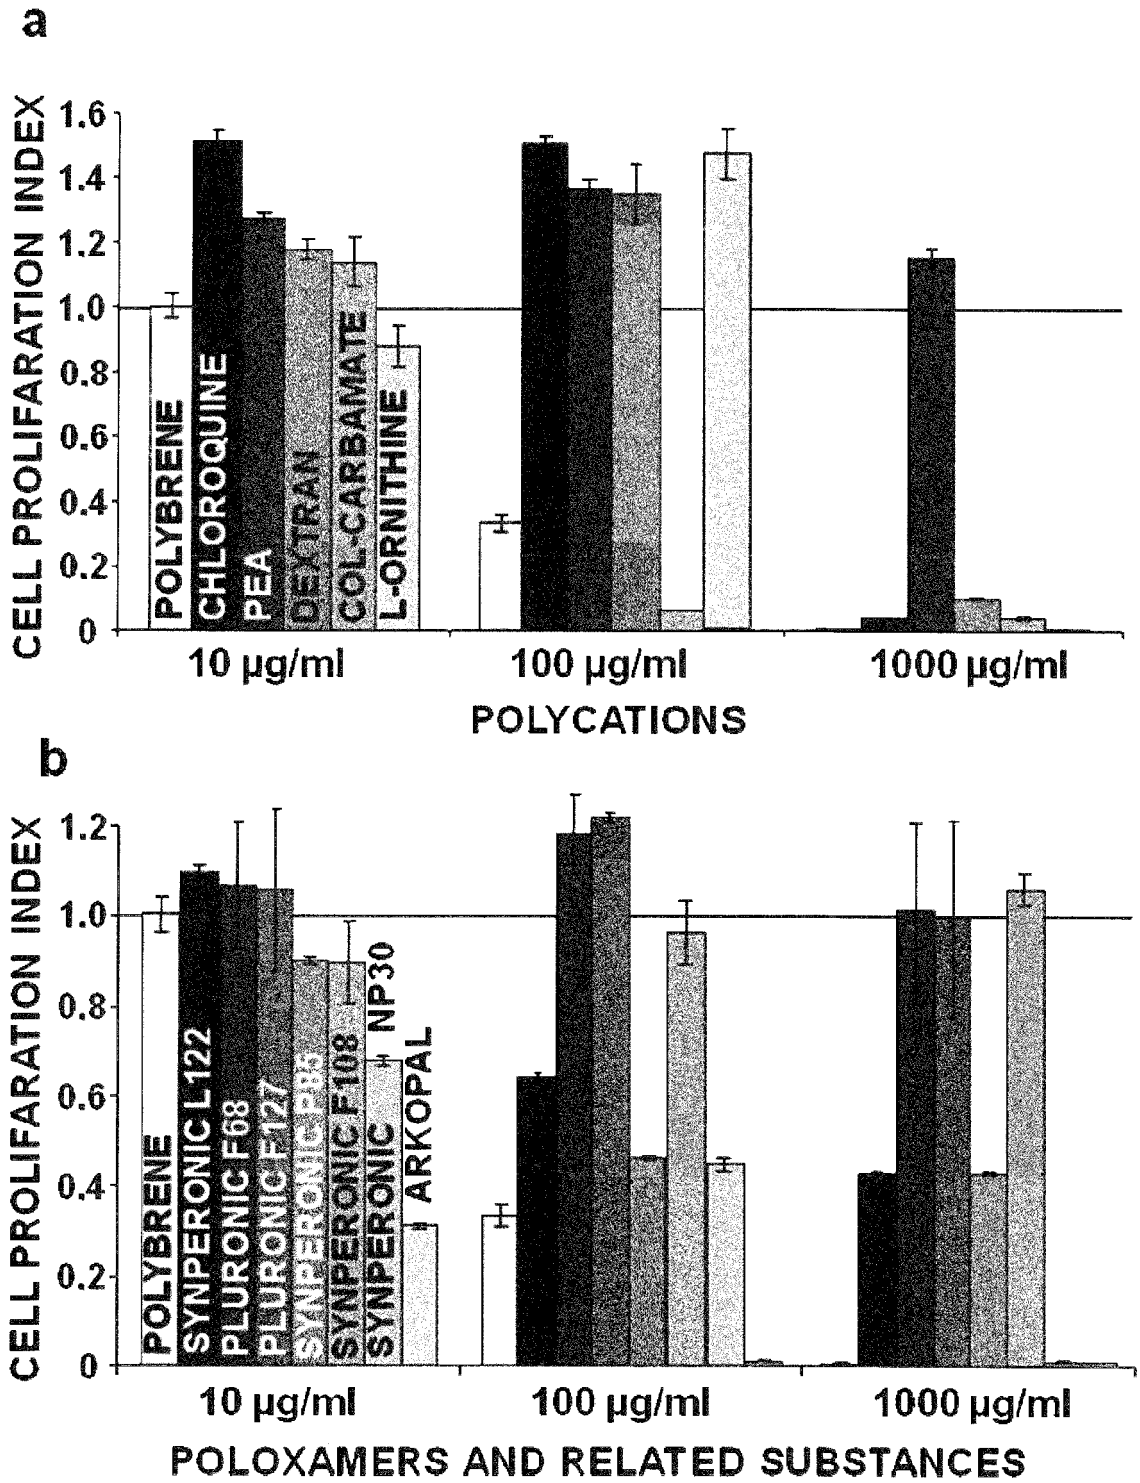 a
CELL PROLIFARATION INDEX
1.6
1.4
1.2
1.0
0.8
0.6
0.4
0.2
0
POLYBRENE
CHLOROQUINE
PEA
DEXTRAN
COL-CARBAMATE
L-ORNITHINE
10 µg/ml
100 µg/ml
1000 µg/ml
POLYCATIONS
b
CELL PROLIFARATION INDEX
1.2
1.0
0.8
0.6
0.4
0.2
0
POLYBRENE
SYNPERONIC L122
PLURONIC F68
PLURONIC F127
SYNPERONIC P85
SYNPERONIC F108
SYNPERONIC NP30
ARKOPAL
10 µg/ml
100 µg/ml
1000 µg/ml
POLOXAMERS AND RELATED SUBSTANCES